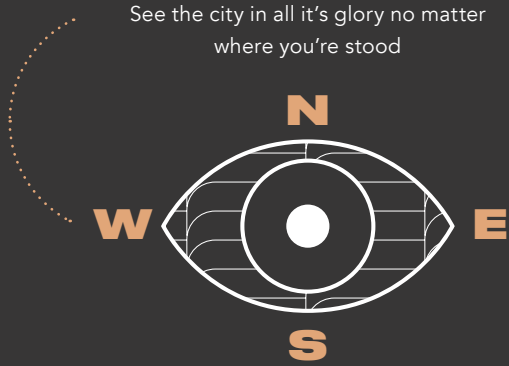 See the city in all it's glory no matter
where you're stood
N
W
E
S